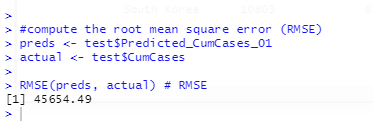 South Korea 10803
>
> #compute the root mean square error (RMSE)
> preds <- test$Predicted_CumCases_01
> actual <- test$CumCases
>
> RMSE(preds, actual) # RMSE
[1] 45654.49
> |